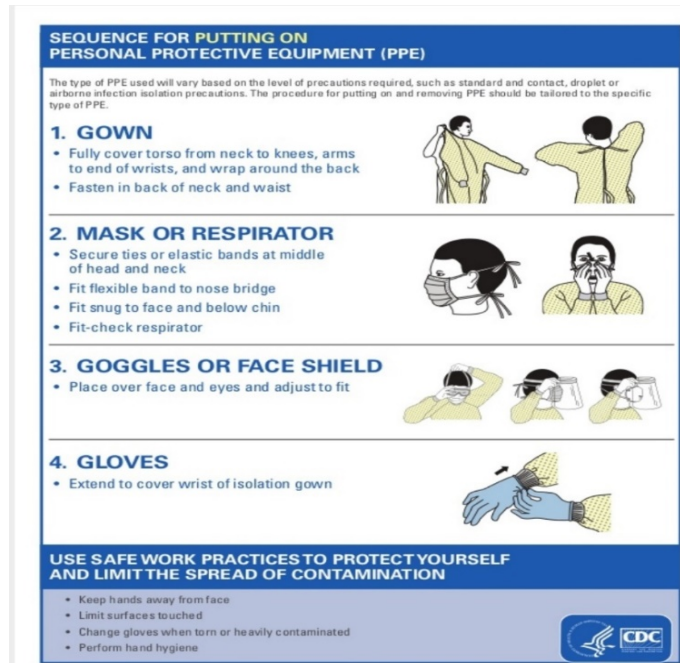 SEQUENCE FOR PUTTING ON
PERSONAL PROTECTIVE EQUIPMENT (PPE)
The type of PPE used will vary based on the level of precautions required, such as standard and contact, droplet or
airborne infection isolation precautions. The procedure for putting on and removing PPE should be tailored to the specific
type of PPE.
1. GOWN
• Fully cover torso from neck to knees, arms
to end of wrists, and wrap around the back
• Fasten in back of neck and waist
2. MASK OR RESPIRATOR
• Secure ties or elastic bands at middle
of head and neck
• Fit flexible band to nose bridge
• Fit snug to face and below chin
• Fit-check respirator
3. GOGGLES OR FACE SHIELD
• Place over face and eyes and adjust to fit
4. GLOVES
• Extend to cover wrist of isolation gown
USE SAFE WORK PRACTICES TO PROTECT YOURSELF
AND LIMIT THE SPREAD OF CONTAMINATION
• Keep hands away from face
• Limit surfaces touched
• Change gloves when torn or heavily contaminated
• Perform hand hygiene
CDC